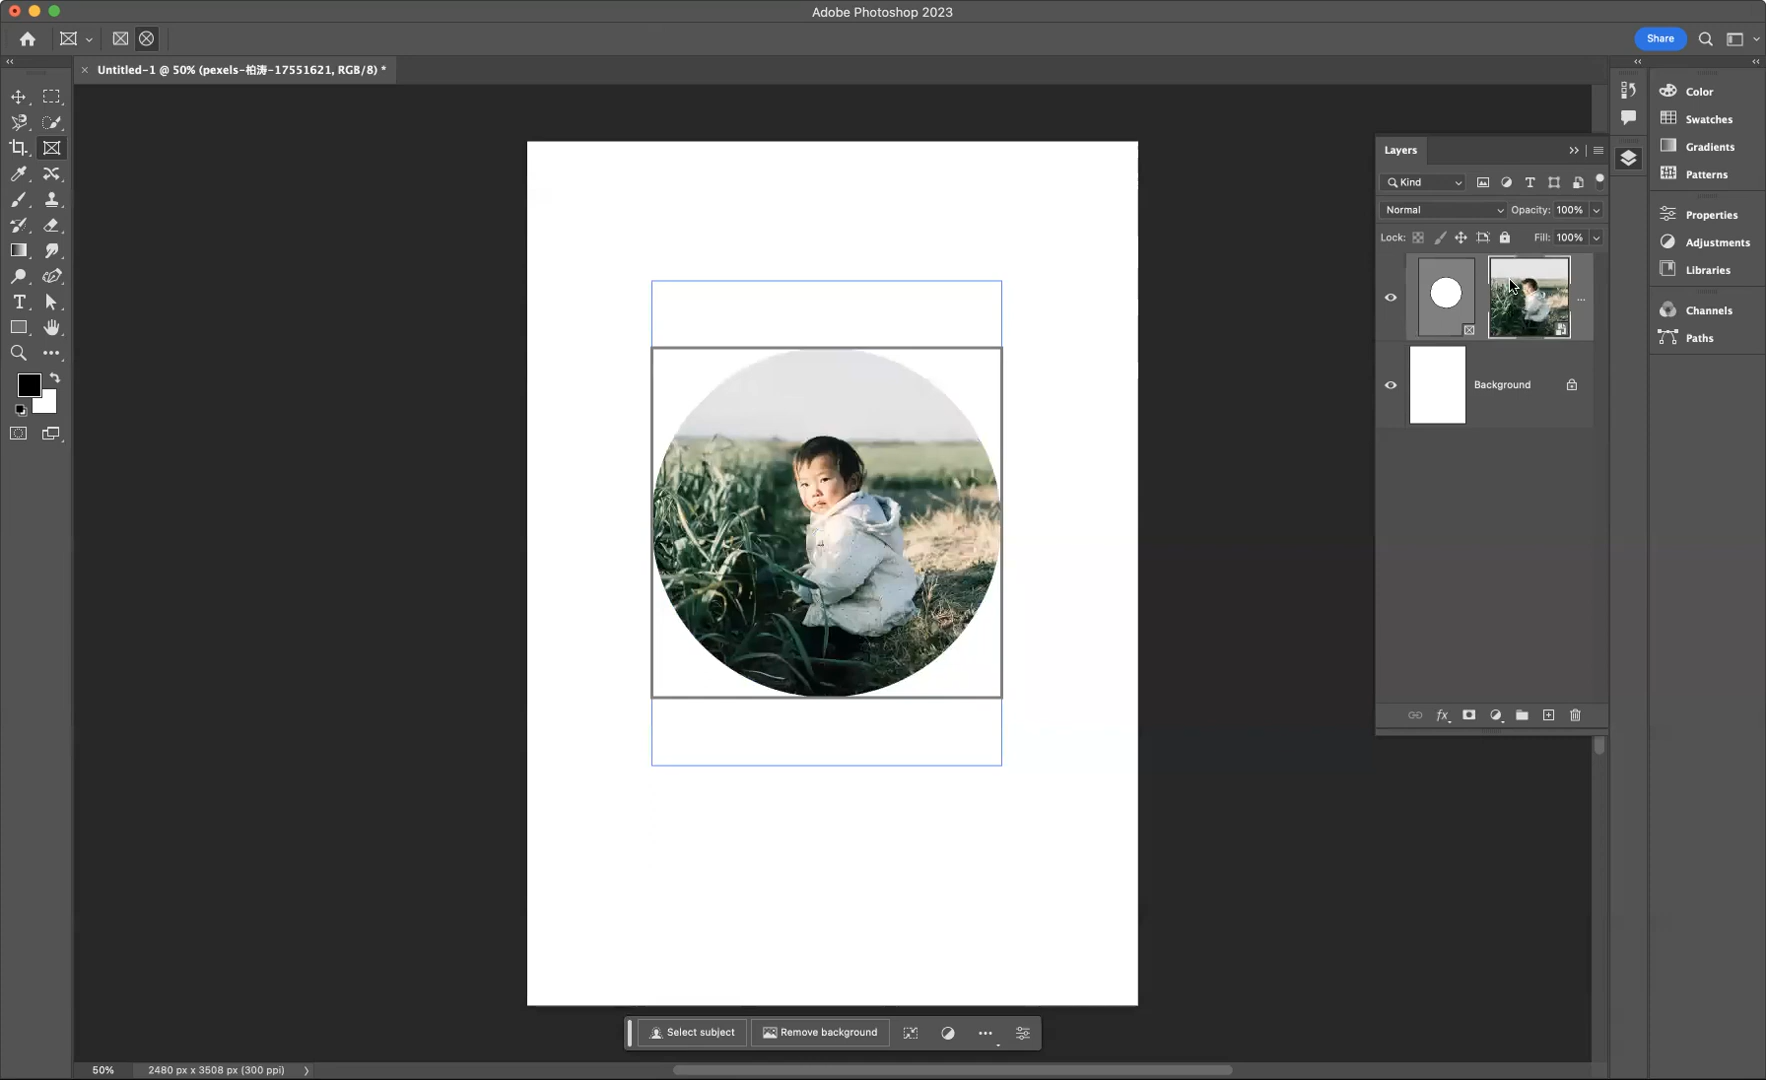 Adobe Photoshop 2023
Share
× Untitled-1 @ 50% (pexels-柏涛-17551621, RGB/8) *
Color
Swatches
Gradients
Patterns
Properties
Adjustments
Libraries
Channels
Paths
Layers
Kind
Normal
Opacity: 100%
Lock:
Fill: 100%
...
Background
fx
Select subject
Remove background
50%
2480 px x 3508 px (300 ppi)